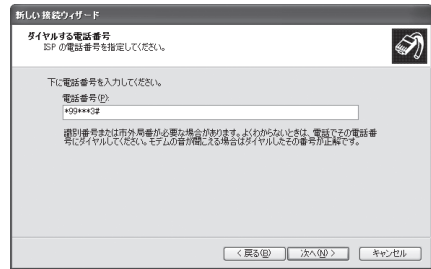 新しい接続ウィザード
ダイヤルする電話番号
ISP の電話番号を指定してください。
下に電話番号を入力してください。
電話番号(P):
*99***3#
識別番号または市外局番が必要な場合があります。よくわからないときは、電話でその電話番
号にダイヤルしてください。モデムの音が聞こえる場合はダイヤルしたその番号が正解です。
< 戻る(B)
次へ(N) >
キャンセル